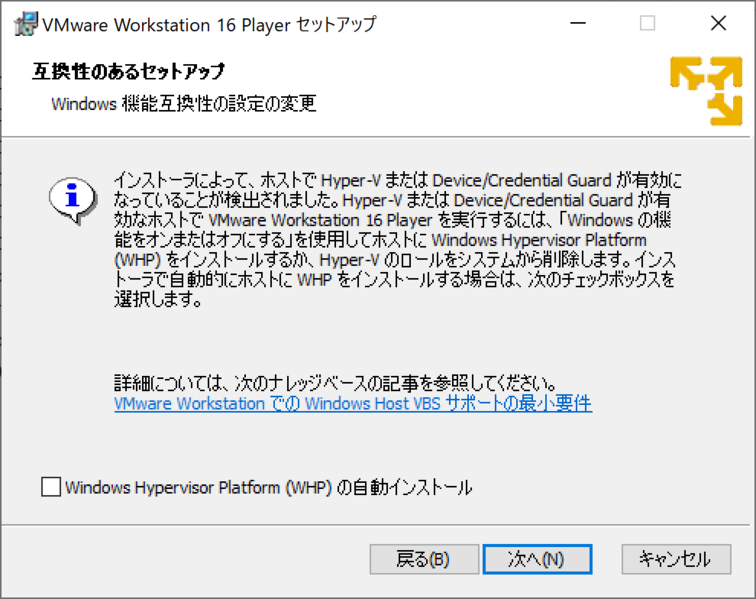 VMware Workstation 16 Player セットアップ
互換性のあるセットアップ
Windows 機能互換性の設定の変更
インストーラによって、ホストで Hyper-V または Device/Credential Guard が有効に
なっていることが検出されました。Hyper-V または Device/Credential Guard が有
効なホストで VMware Workstation 16 Player を実行するには、「Windows の機
能をオンまたはオフにする」を使用してホストに Windows Hypervisor Platform
(WHP) をインストールするか、Hyper-V のロールをシステムから削除します。インス
トーラで自動的にホストに WHP をインストールする場合は、次のチェックボックスを
選択します。
詳細については、次のナレッジベースの記事を参照してください。
VMware Workstation での Windows Host VBS サポートの最小要件
Windows Hypervisor Platform (WHP) の自動インストール
戻る(B)
次へ(N)
キャンセル